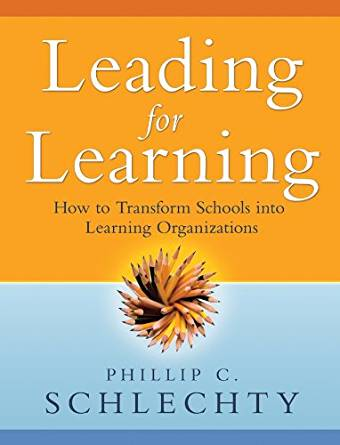 Leading
for
Learning
How to Transform Schools into
Learning Organizations
PHILLIP C.
SCHLECHTY